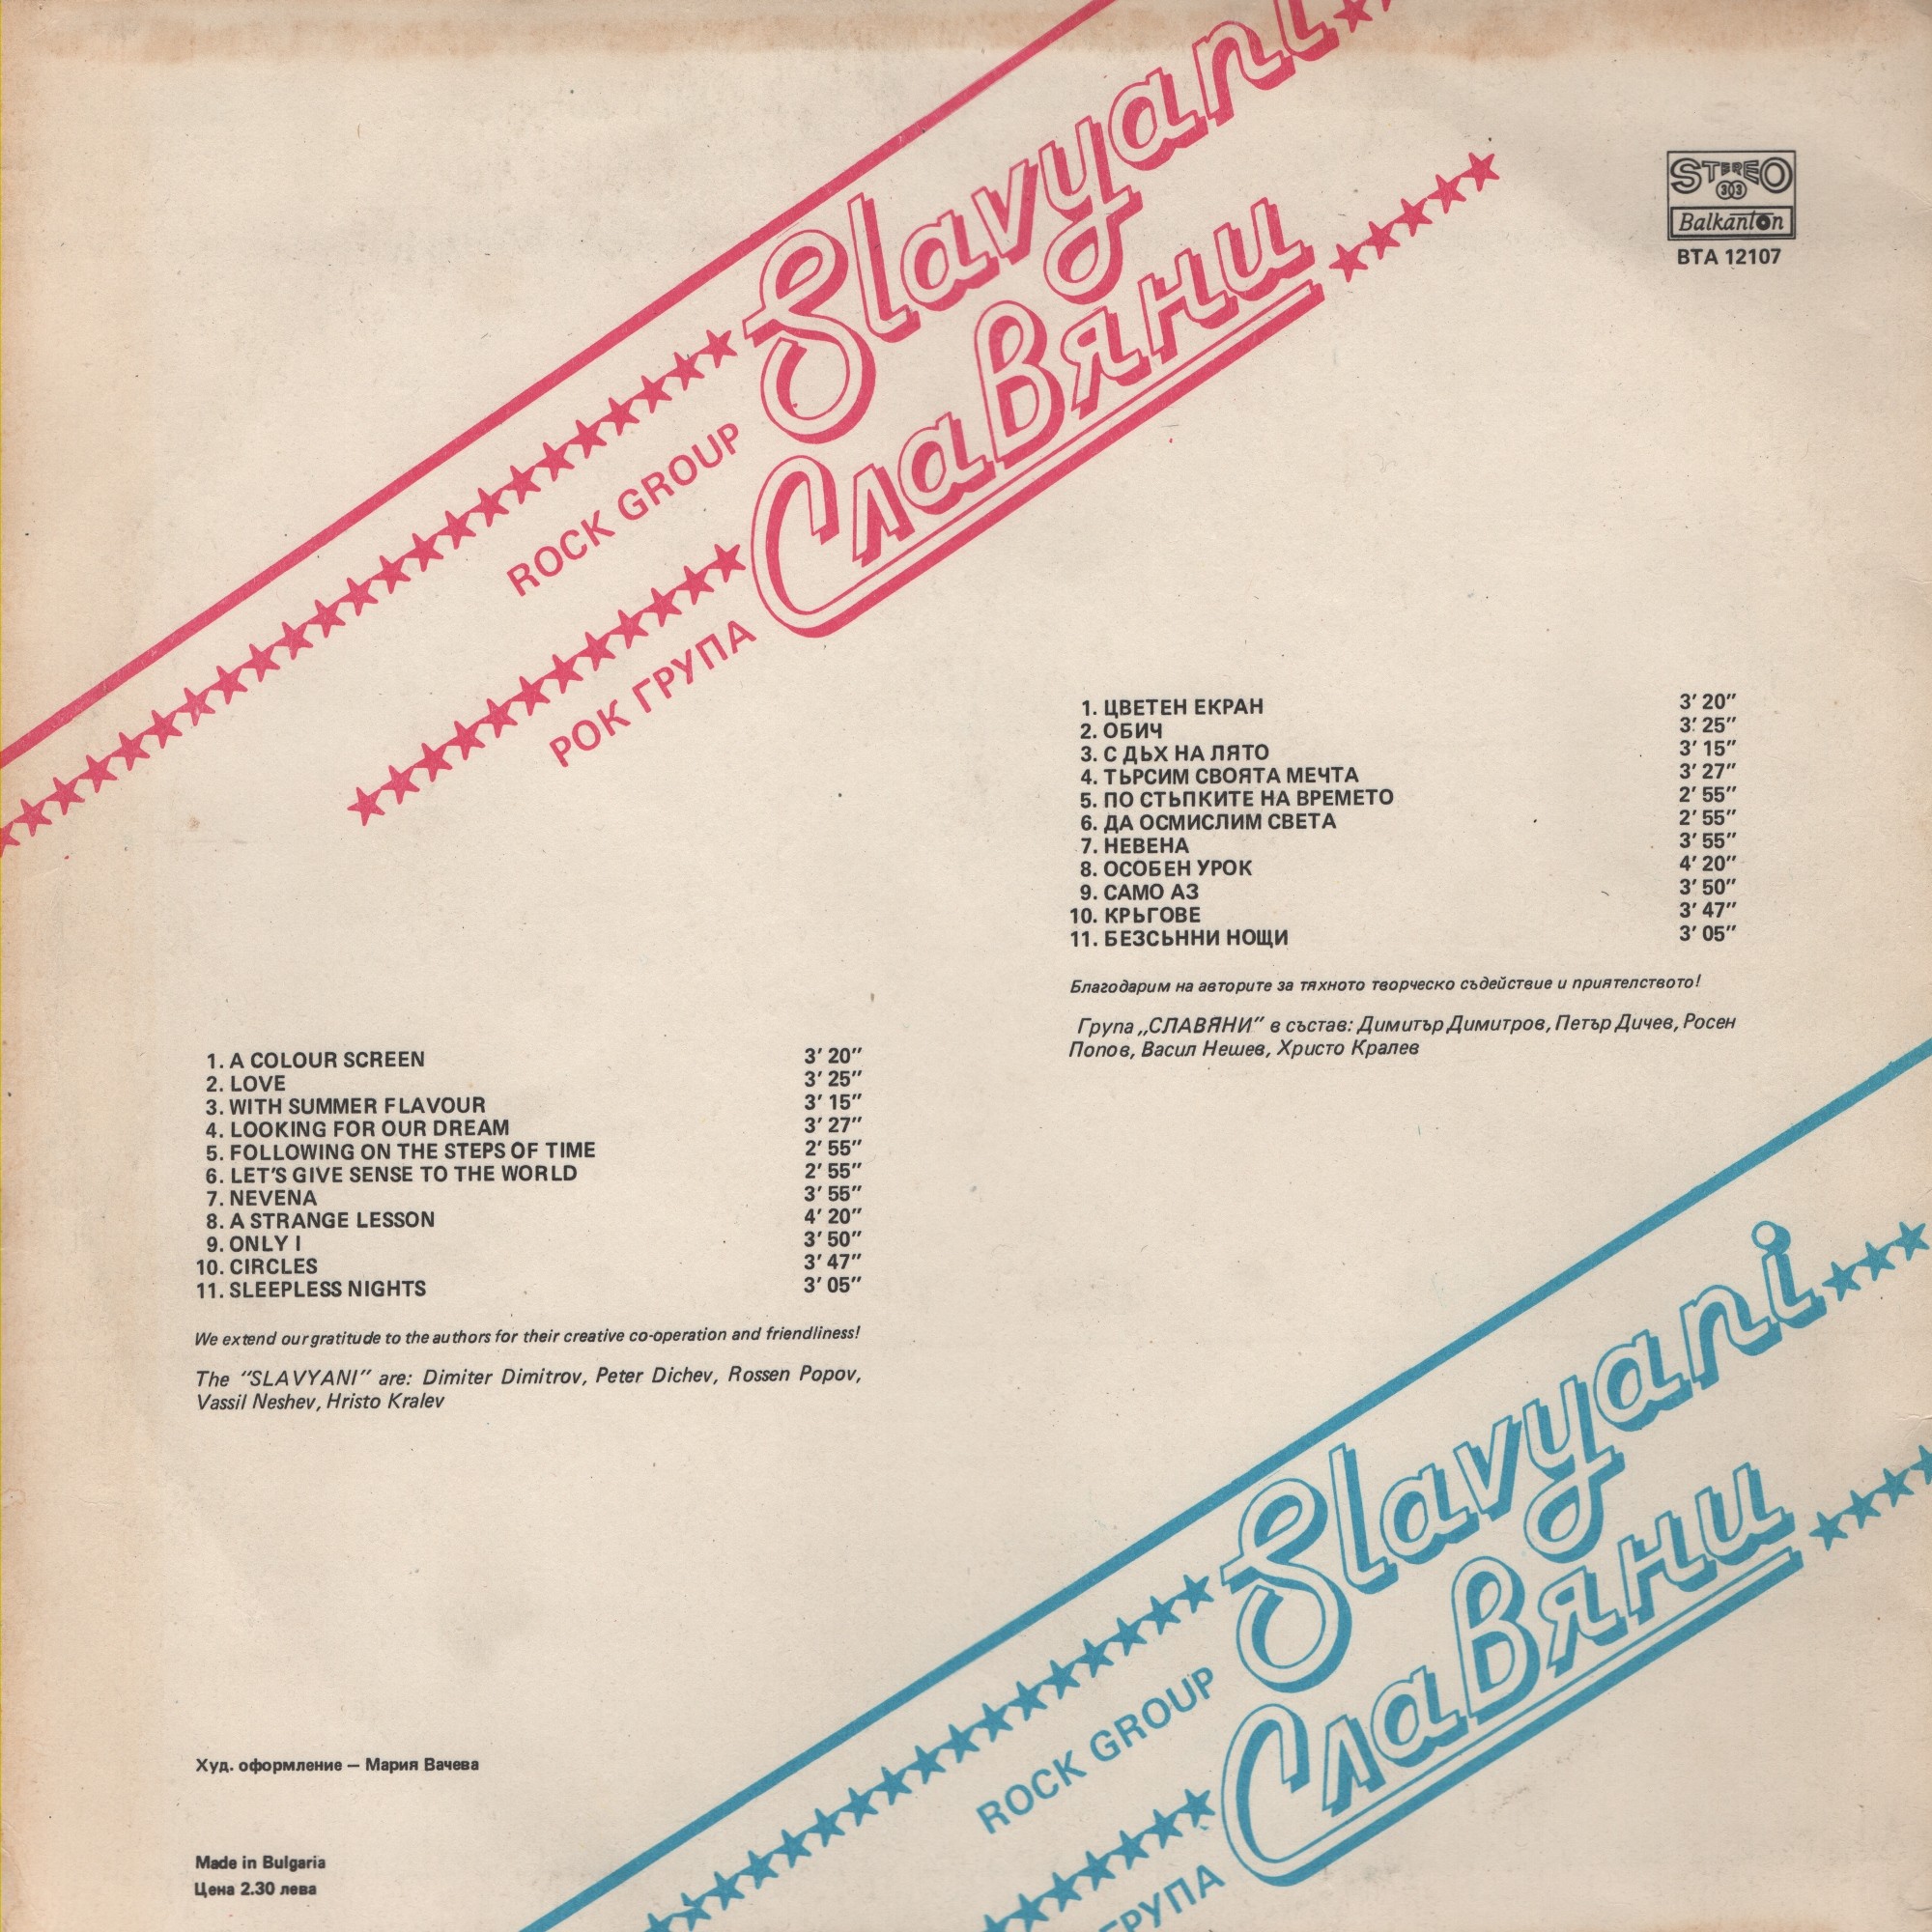 Slavyani
ROCK GROUP
Славяни
РОК ГРУПА
STEREO
33
Balkanton
ВТА 12107
1. ЦВЕТЕН ЕКРАН 3′ 20″
2. ОБИЧ 3′ 25″
3. С ДЬХ НА ЛЯТО 3′ 15″
4. ТЬРСИМ СВОЯТА МЕЧТА 3′ 27″
5. ПО СТЬПКИТЕ НА ВРЕМЕТО 2′ 55″
6. ДА ОСМИСЛИМ СВЕТА 2′ 55″
7. НЕВЕНА 3′ 55″
8. ОСОБЕН УРОК 4′ 20″
9. САМО АЗ 3′ 50″
10. КРЬГОВЕ 3′ 47″
11. БЕЗСЬННИ НОЩИ 3′ 05″
Благодарим на авторите за тяхното творческо съдействие и приятелството!
Група „СЛАВЯНИ” в състав: Димитър Димитров, Петър Дичев, Росен
Попов, Васил Нешев, Христо Кралев
1. A COLOUR SCREEN 3′ 20″
2. LOVE 3′ 25″
3. WITH SUMMER FLAVOUR 3′ 15″
4. LOOKING FOR OUR DREAM 3′ 27″
5. FOLLOWING ON THE STEPS OF TIME 2′ 55″
6. LET'S GIVE SENSE TO THE WORLD 2′ 55″
7. NEVENA 3′ 55″
8. A STRANGE LESSON 4′ 20″
9. ONLY I 3′ 50″
10. CIRCLES 3′ 47″
11. SLEEPLESS NIGHTS 3′ 05″
We extend our gratitude to the authors for their creative co-operation and friendliness!
The “SLAVYANI” are: Dimiter Dimitrov, Peter Dichev, Rossen Popov,
Vassil Neshev, Hristo Kralev
Slavyani
ROCK GROUP
Славяни
ГРУПА
Худ. оформление — Мария Вачева
Made in Bulgaria
Цена 2.30 лева